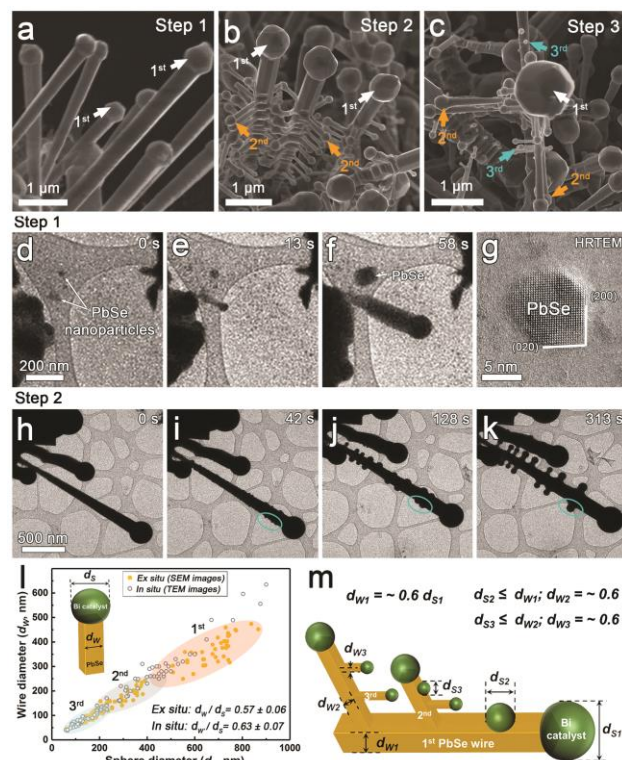 a
Step 1
1st
1st
1 µm
b
Step 2
1st
1st
2nd
2nd
1 µm
c
Step 3
3rd
1st
2nd
3rd
2nd
1 µm
Step 1
d
0 s
PbSe
nanoparticles
200 nm
e
13 s
f
58 s
PbSe
g
HRTEM
PbSe
(200)
(020)
5 nm
Step 2
h
0 s
500 nm
i
42 s
j
128 s
k
313 s
l
Wire diameter (dW, nm)
600
500
400
300
200
100
0
0 200 400 600 800 1000
dS
Bi catalyst
dW
PbSe
Ex situ (SEM images)
In situ (TEM images)
1st
2nd
3rd
Ex situ: dW/ dS= 0.57 ± 0.06
In situ: dW/ dS= 0.63 ± 0.07
m
dW1 = ~ 0.6 dS1
dS2 ≤ dW1; dW2 = ~ 0.6
dS3 ≤ dW2; dW3 = ~ 0.6
dW3
dW2
3rd
dS3
2nd
dS2
dW1
1st PbSe wire
Bi
catalyst
dS1